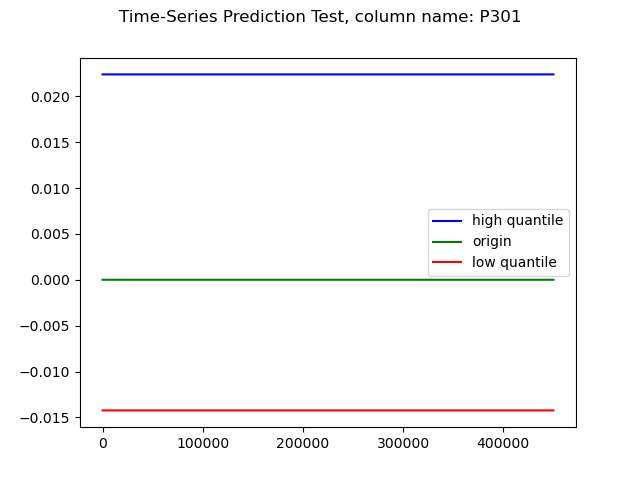 Time-Series Prediction Test, column name: P301
0.020
0.015
0.010
0.005
0.000
−0.005
−0.010
−0.015
high quantile
origin
low quantile
0 100000 200000 300000 400000